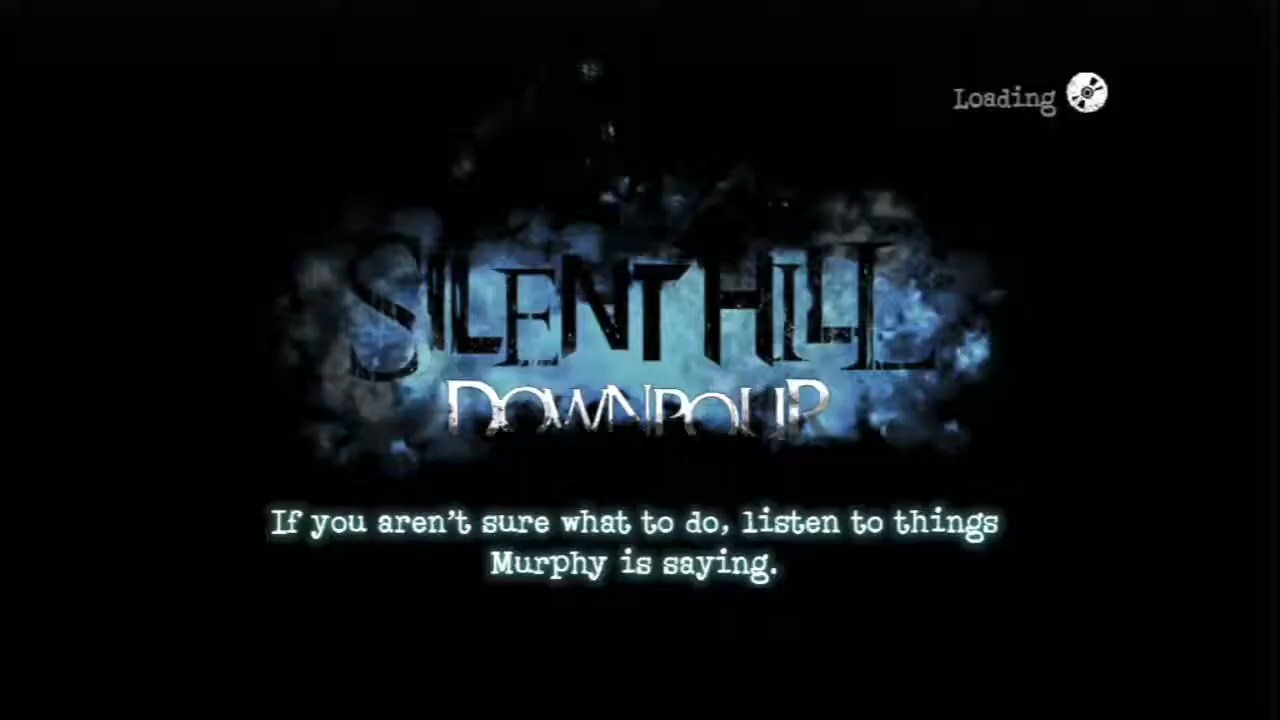 Loading
SILENT HILL
DOWNPOUR
If you aren't sure what to do, listen to things
Murphy is saying.